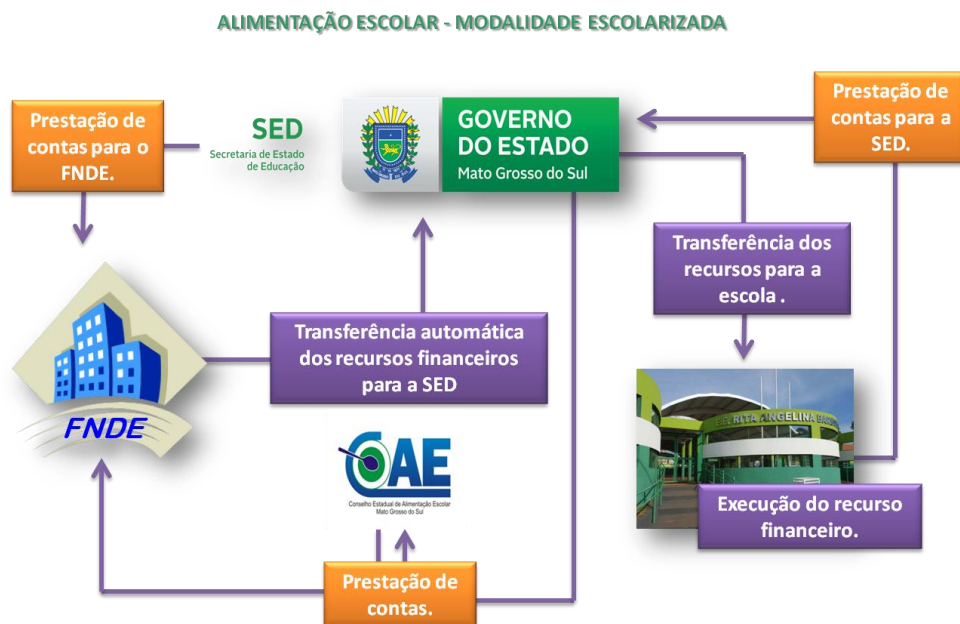 ALIMENTAÇÃO ESCOLAR - MODALIDADE ESCOLARIZADA
Prestação de
contas para o
FNDE.
SED
Secretaria de Estado
de Educação
GOVERNO
DO ESTADO
Mato Grosso do Sul
Prestação de
contas para a
SED.
Transferência dos
recursos para a
escola .
Transferência automática
dos recursos financeiros
para a SED
FNDE
RITA ANGELINA
CAE
Conselho Estadual de Alimentação Escolar
Mato Grosso do Sul
Execução do recurso
financeiro.
Prestação de
contas.